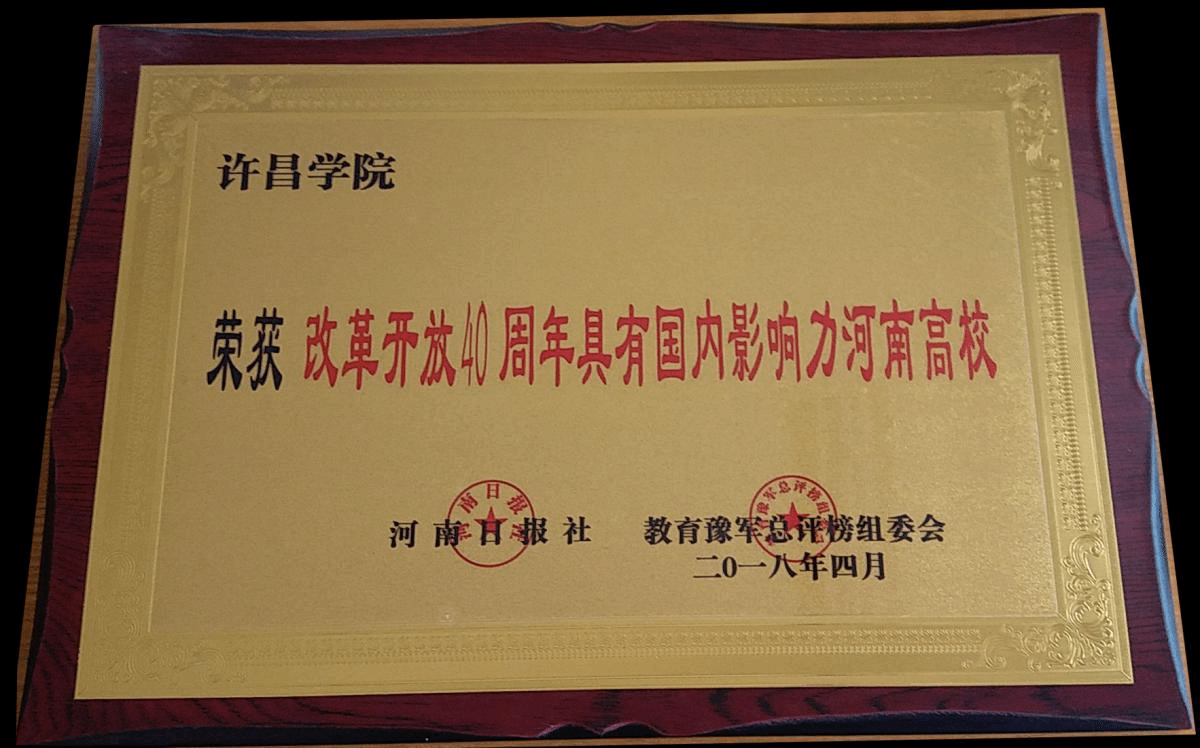 许昌学院
荣获 改革开放40周年具有国内影响力河南高校
河南日报社 教育豫军总评榜组委会
二0一八年四月